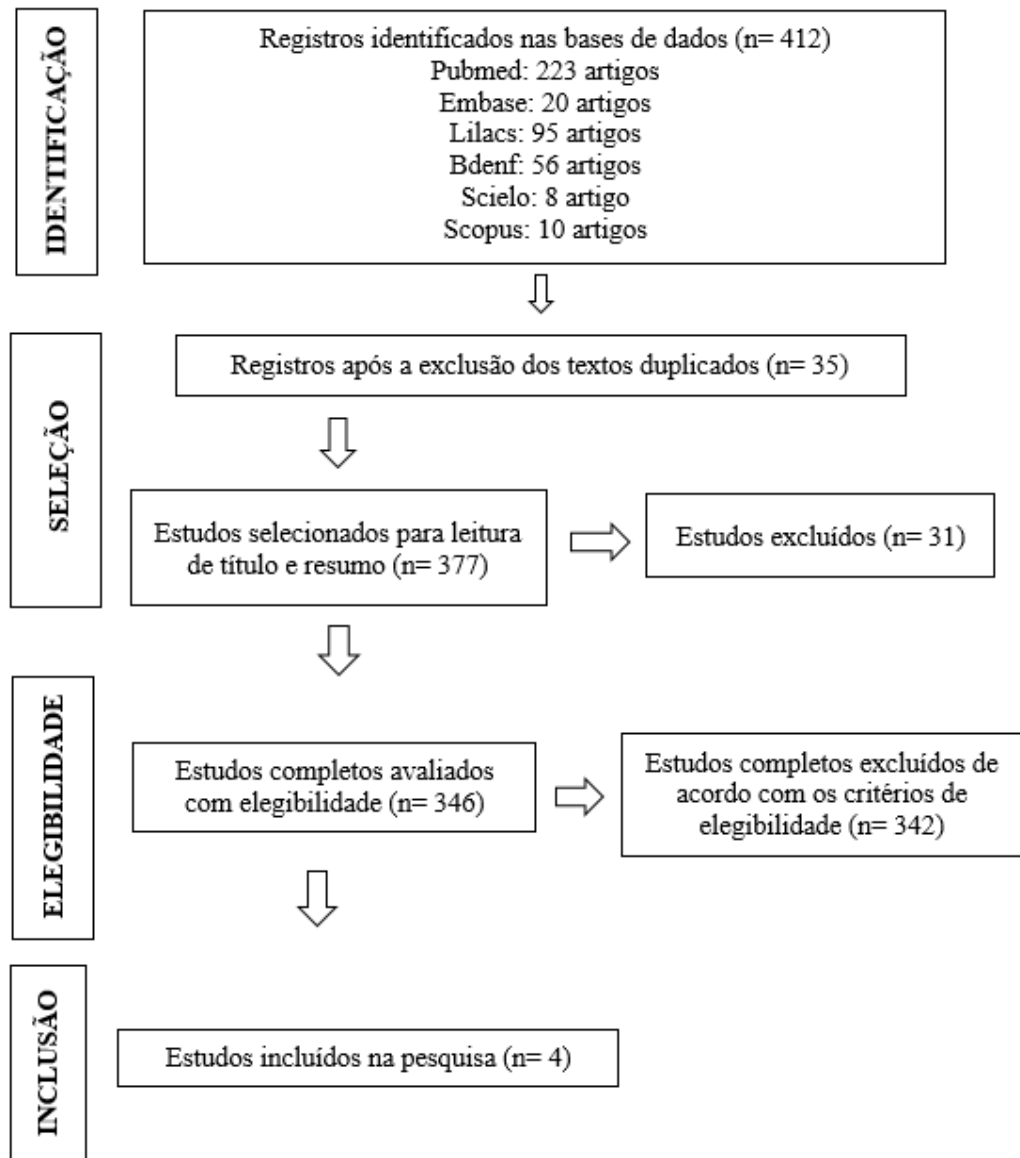 IDENTIFICAÇÃO
Registros identificados nas bases de dados (n= 412)
Pubmed: 223 artigos
Embase: 20 artigos
Lilacs: 95 artigos
Bdenf: 56 artigos
Scielo: 8 artigo
Scopus: 10 artigos
SELEÇÃO
Registros após a exclusão dos textos duplicados (n= 35)
Estudos selecionados para leitura
de título e resumo (n= 377)
Estudos excluídos (n= 31)
ELEGIBILIDADE
Estudos completos avaliados
com elegibilidade (n= 346)
Estudos completos excluídos de
acordo com os critérios de
elegibilidade (n= 342)
INCLUSÃO
Estudos incluídos na pesquisa (n= 4)